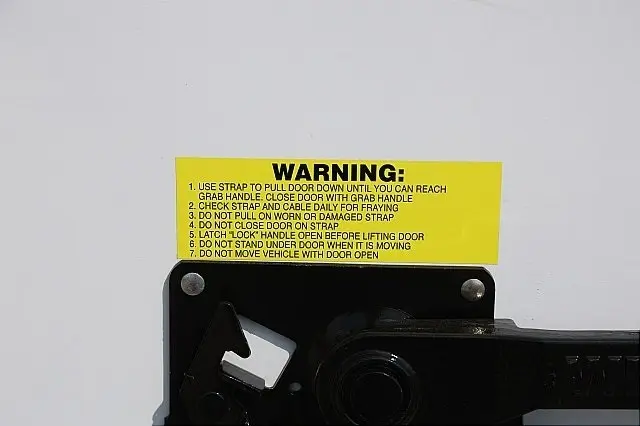 WARNING:
1. USE STRAP TO PULL DOOR DOWN UNTIL YOU CAN REACH
GRAB HANDLE. CLOSE DOOR WITH GRAB HANDLE
2. CHECK STRAP AND CABLE DAILY FOR FRAYING
3. DO NOT PULL ON WORN OR DAMAGED STRAP
4. DO NOT CLOSE DOOR ON STRAP
5. LATCH "LOCK" HANDLE OPEN BEFORE LIFTING DOOR
6. DO NOT STAND UNDER DOOR WHEN IT IS MOVING
7. DO NOT MOVE VEHICLE WITH DOOR OPEN